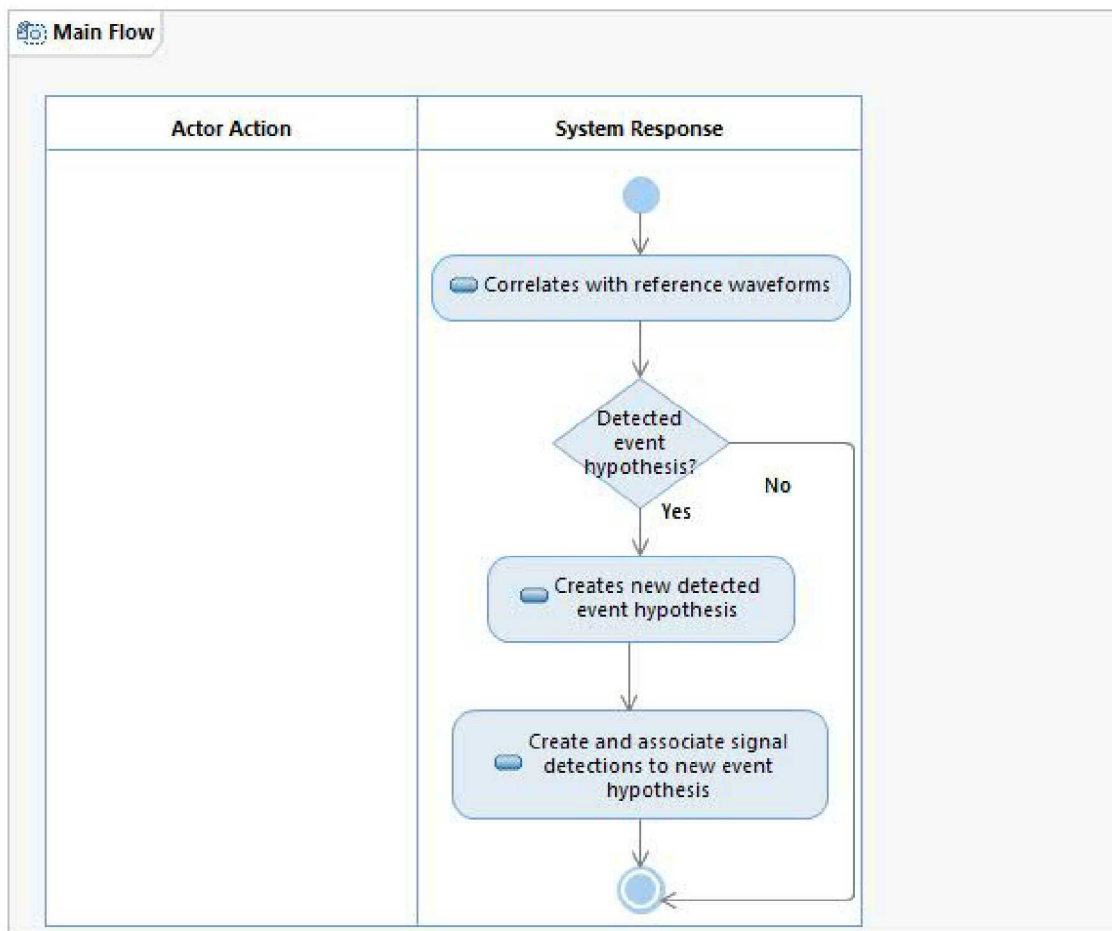 Main Flow
Actor Action
System Response
Correlates with reference waveforms
Detected
event
hypothesis?
No
Yes
Creates new detected
event hypothesis
Create and associate signal
detections to new event
hypothesis